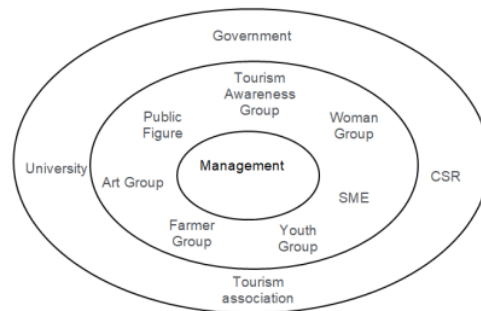 Government
Tourism
Awareness
Group
Public
Figure
Woman
Group
Management
University
Art Group
CSR
SME
Farmer
Group
Youth
Group
Tourism
association